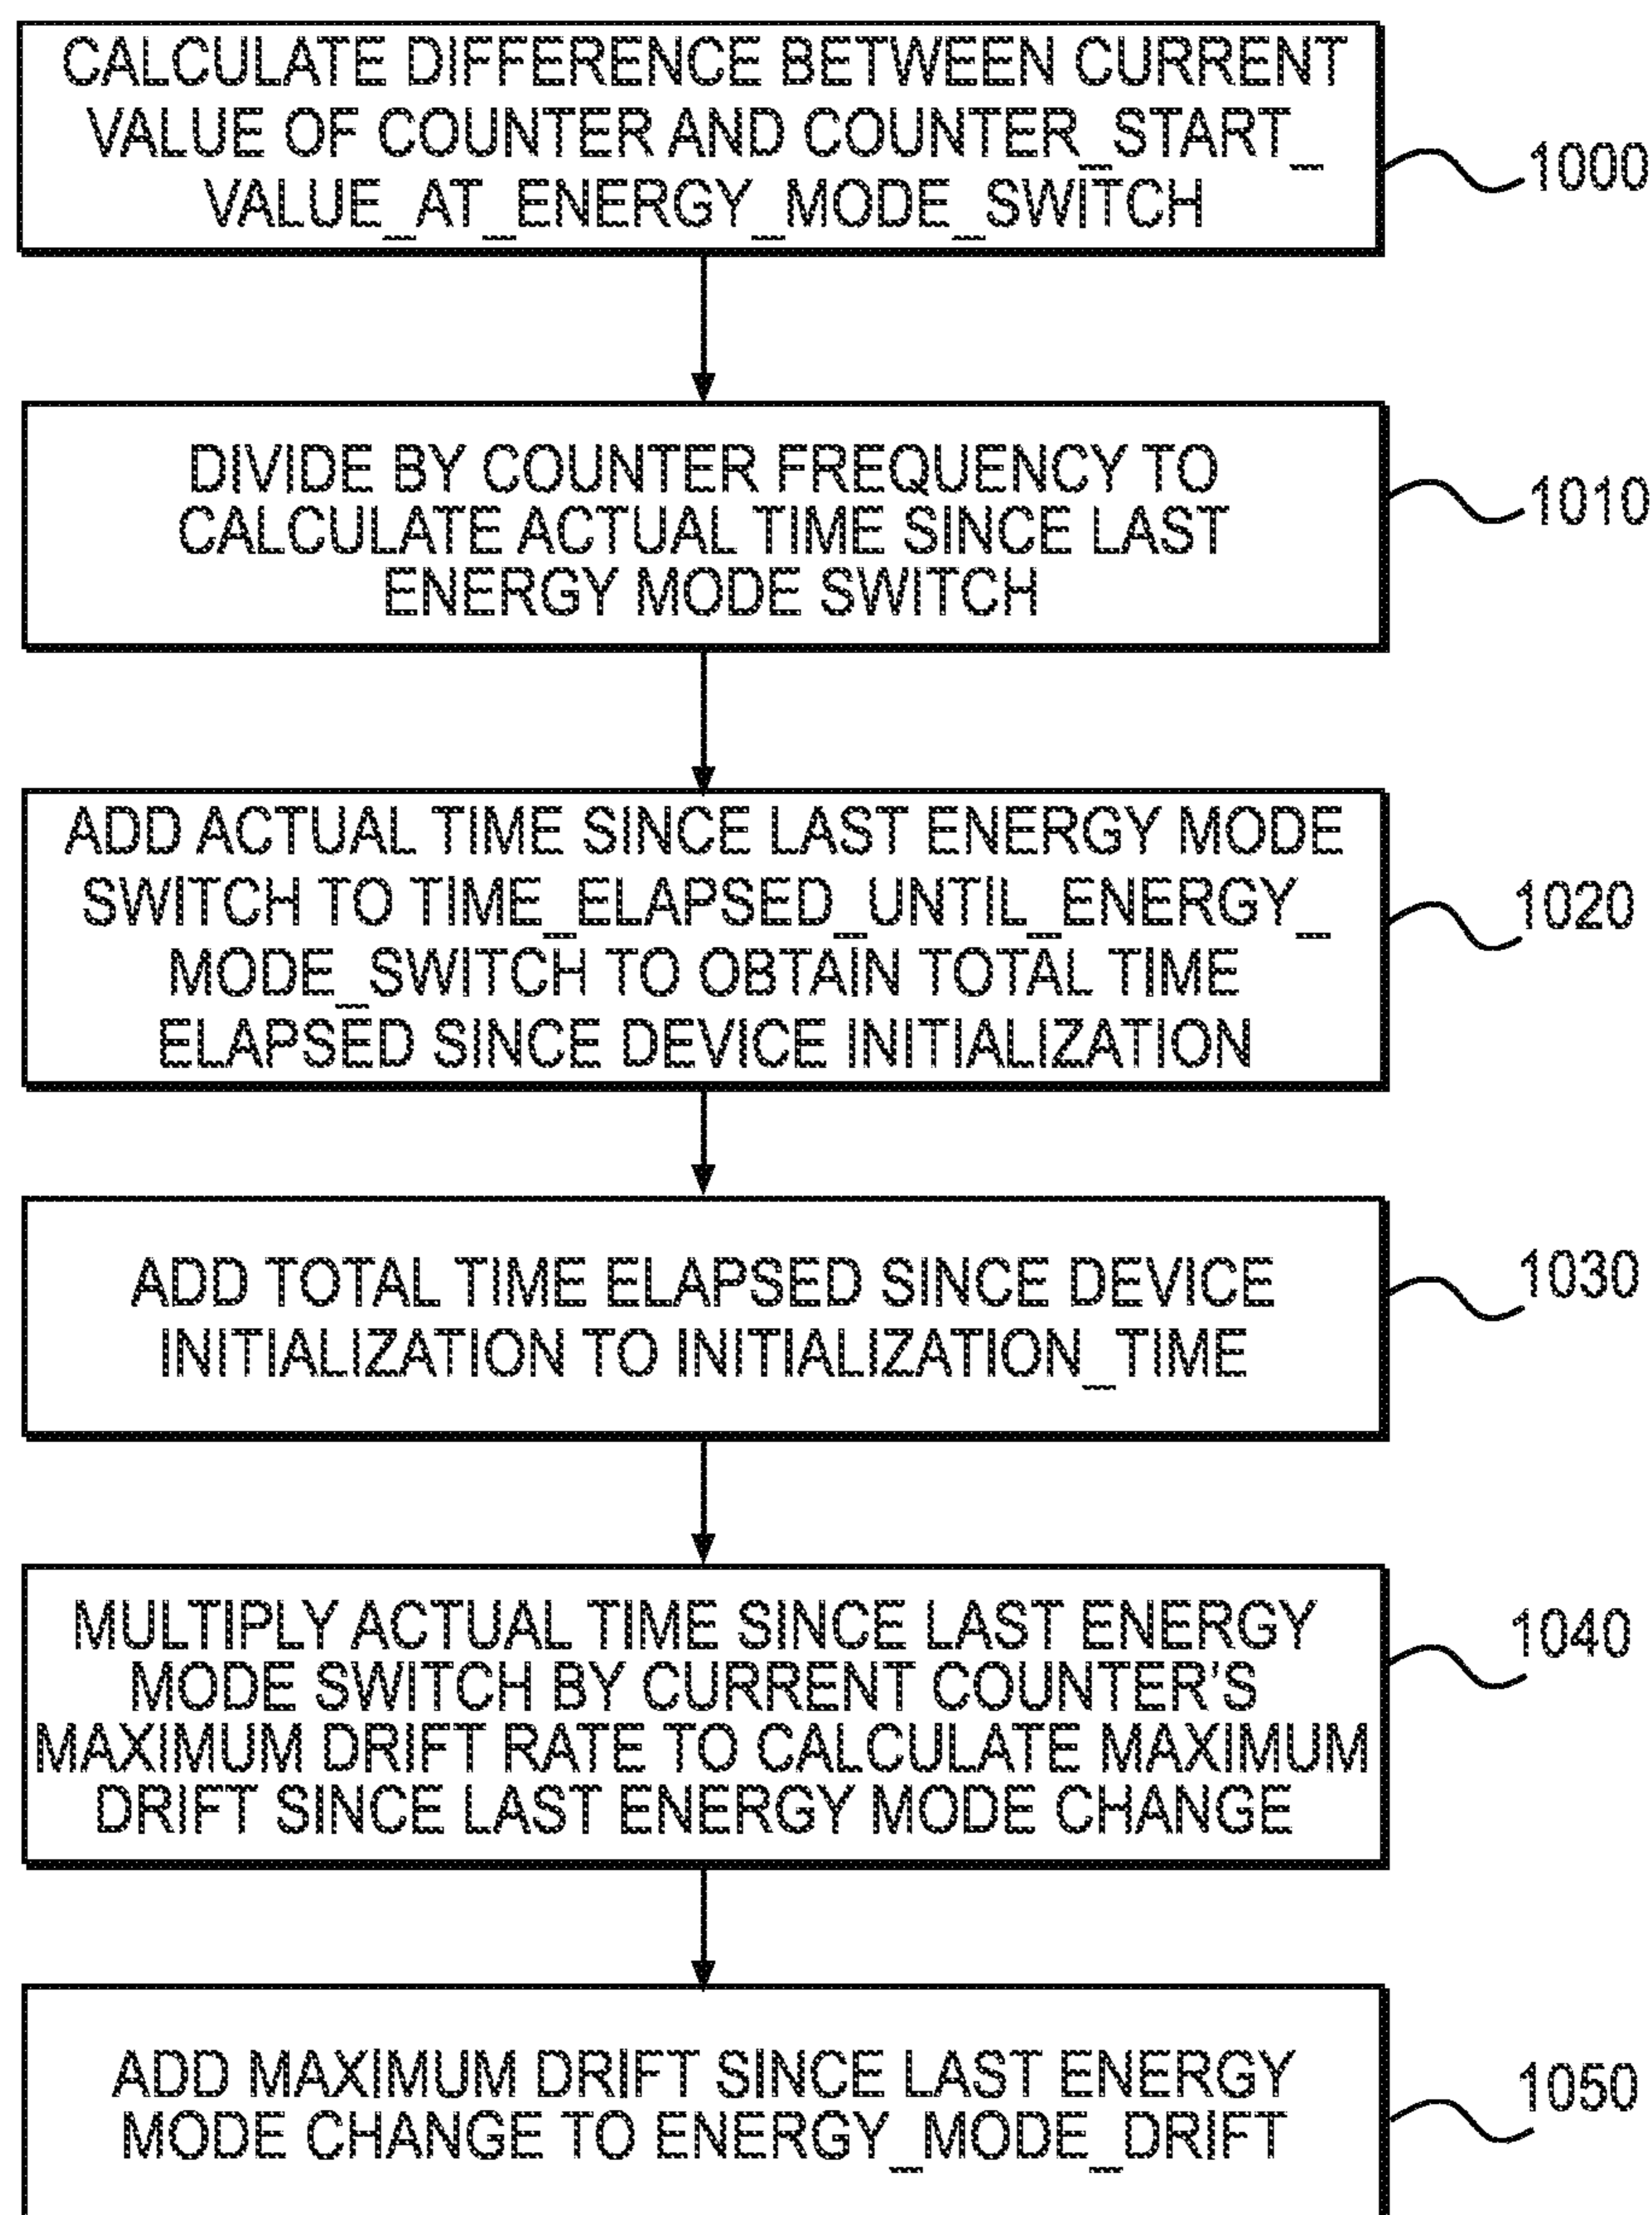 CALCULATE DIFFERENCE BETWEEN CURRENT
VALUE OF COUNTER AND COUNTER_START_
VALUE_AT_ENERGY_MODE_SWITCH
1000
DIVIDE BY COUNTER FREQUENCY TO
CALCULATE ACTUAL TIME SINCE LAST
ENERGY MODE SWITCH
1010
ADD ACTUAL TIME SINCE LAST ENERGY MODE
SWITCH TO TIME_ELAPSED_UNTIL_ENERGY_
MODE_SWITCH TO OBTAIN TOTAL TIME
ELAPSED SINCE DEVICE INITIALIZATION
1020
ADD TOTAL TIME ELAPSED SINCE DEVICE
INITIALIZATION TO INITIALIZATION_TIME
1030
MULTIPLY ACTUAL TIME SINCE LAST ENERGY
MODE SWITCH BY CURRENT COUNTER'S
MAXIMUM DRIFT RATE TO CALCULATE MAXIMUM
DRIFT SINCE LAST ENERGY MODE CHANGE
1040
ADD MAXIMUM DRIFT SINCE LAST ENERGY
MODE CHANGE TO ENERGY_MODE_DRIFT
1050